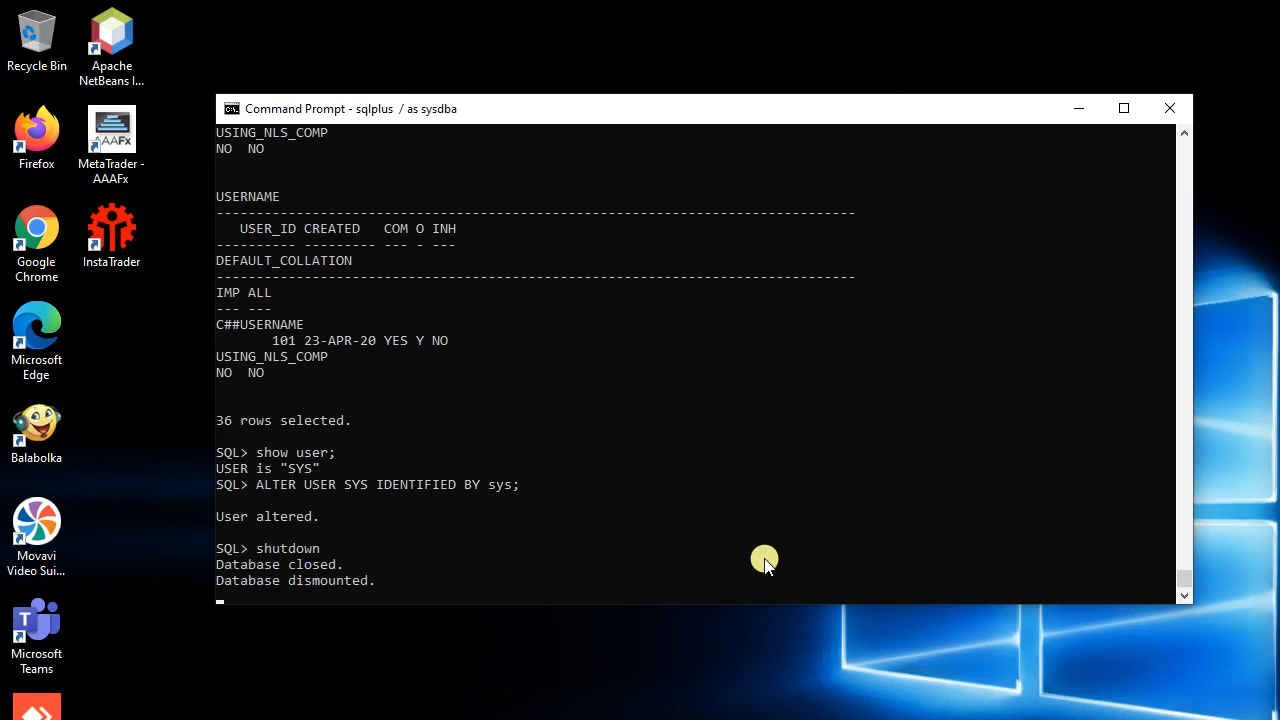 Recycle Bin
Apache
NetBeans I...
Firefox
MetaTrader -
AAAFx
AAAFx
Google
Chrome
InstaTrader
Microsoft
Edge
Balabolka
Movavi
Video Sui...
Microsoft
Teams
Command Prompt - sqlplus / as sysdba
USING_NLS_COMP
NO  NO
USERNAME
--------------------------------------------------------------------------------
   USER_ID CREATED   COM O INH
---------- --------- --- - ---
DEFAULT_COLLATION
--------------------------------------------------------------------------------
IMP ALL
--- ---
C##USERNAME
       101 23-APR-20 YES Y NO
USING_NLS_COMP
NO  NO
36 rows selected.
SQL> show user;
USER is "SYS"
SQL> ALTER USER SYS IDENTIFIED BY sys;
User altered.
SQL> shutdown
Database closed.
Database dismounted.